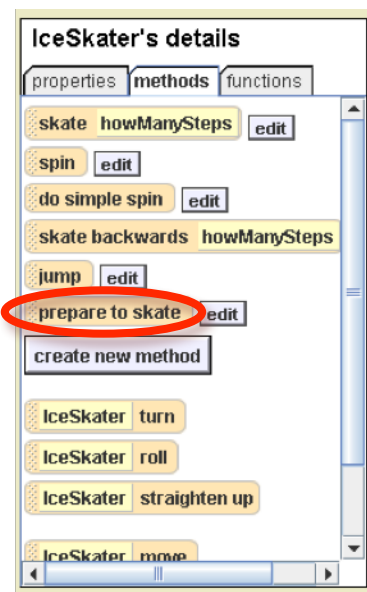 IceSkater's details
properties methods functions
skate howManySteps edit
spin edit
do simple spin edit
skate backwards howManySteps
jump edit
prepare to skate edit
create new method
IceSkater turn
IceSkater roll
IceSkater straighten up
IceSkater move